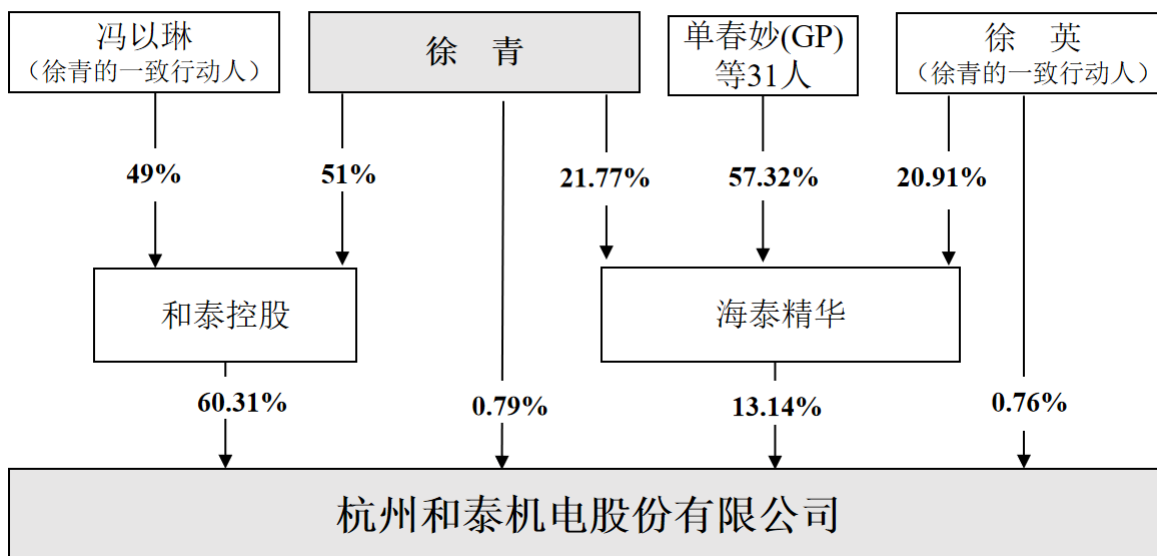 冯以琳
（徐青的一致行动人）
徐　青
单春妙(GP)
等31人
徐　英
（徐青的一致行动人）
49%
51%
21.77%
57.32%
20.91%
和泰控股
海泰精华
60.31%
0.79%
13.14%
0.76%
杭州和泰机电股份有限公司